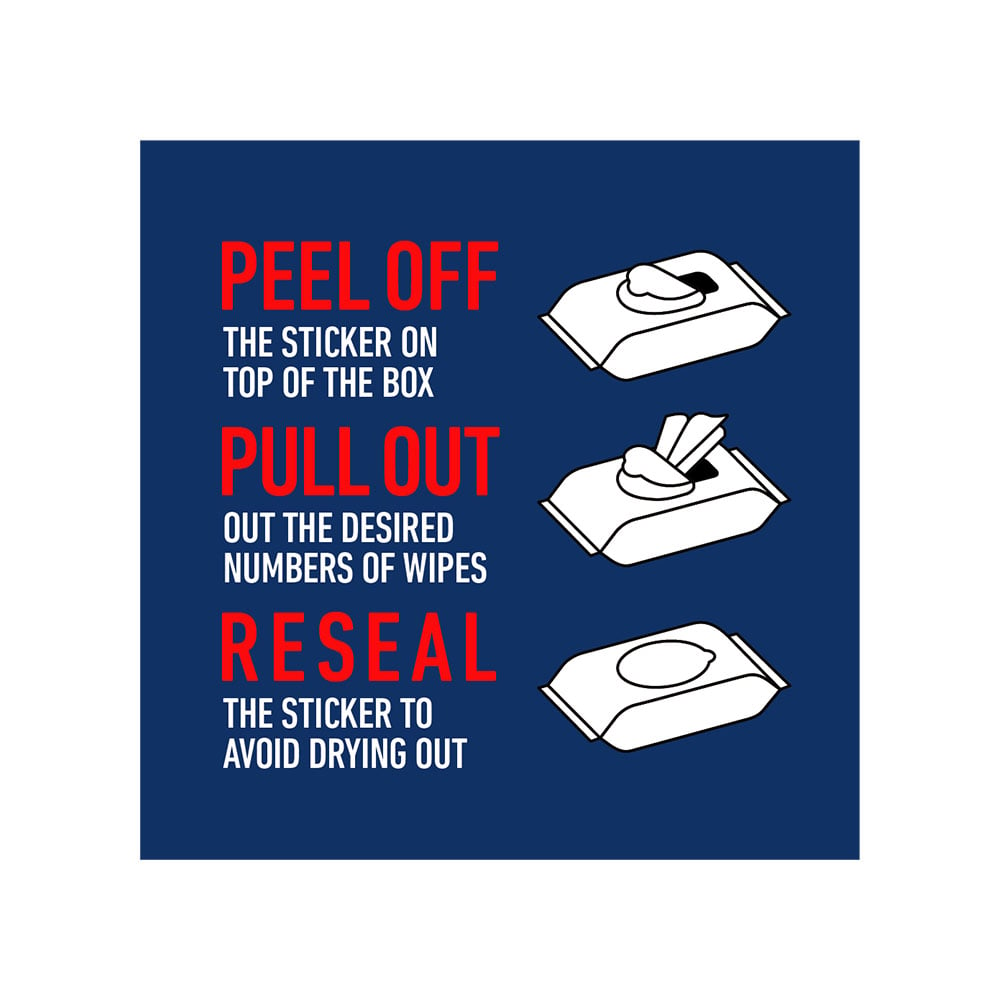 PEEL OFF
THE STICKER ON
TOP OF THE BOX
PULL OUT
OUT THE DESIRED
NUMBERS OF WIPES
RESEAL
THE STICKER TO
AVOID DRYING OUT